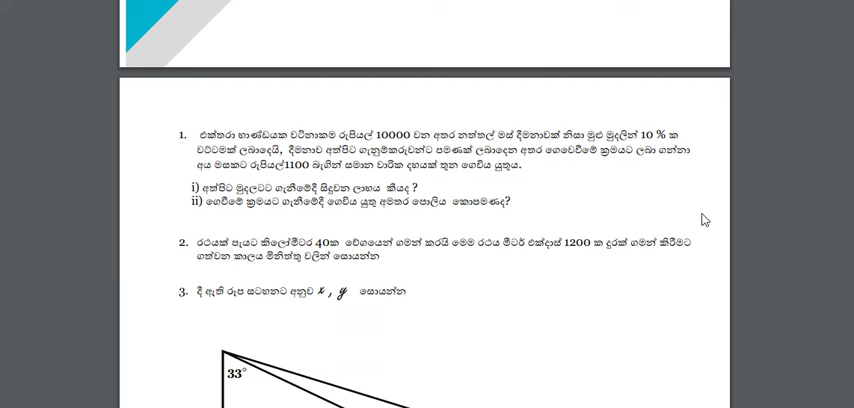 1. එක්තරා භාණ්ඩයක වටිනාකම රුපියල් 10000 වන අතර නත්තල් මස් දීමනාවක් නිසා මුළු මුදලින් 10 % ක
වට්ටමක් ලබාදෙයි, දීමනාව අත්පිට ගැනුම්කරුවන්ට පමණක් ලබාදෙන අතර ගෙවෙවීමේ ක්‍රමයට ලබා ගන්නා
අය මසකට රුපියල්1100 බැගින් සමාන වාරික දහයක් තුන ගෙවිය යුතුය.
i) අත්පිට මුදලටට ගැනීමේදී සිදුවන ලාභය කීයද ?
ii) ගෙවීමේ ක්‍රමයට ගැනීමේදී ගෙවිය යුතු අමතර පොලිය කොපමණද?
2. රථයක් පැයට කිලෝමීටර 40ක වේගයෙන් ගමන් කරයි මෙම රථය මීටර් එක්දාස් 1200 ක දුරක් ගමන් කිරීමට
ගත්වන කාලය මිනිත්තු වලින් සොයන්න
3. දී ඇති රූප සටහනට අනුව x , y සොයන්න
33°